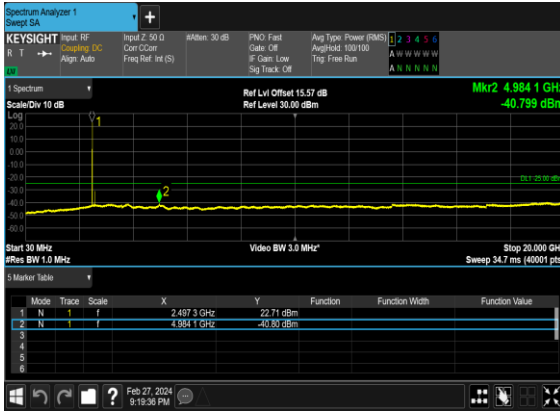 Spectrum Analyzer 1
Swept SA
+
KEYSIGHT Input: RF Input Z: 50 Ω #Atten: 30 dB PNO: Fast Avg Type: Power (RMS) 1 2 3 4 5 6
R T Coupling: DC Corr CCorr Gate: Off Avg|Hold: 100/100 A W W W W W
Align: Auto Freq Ref: Int (S) IF Gain: Low Trig: Free Run
Sig Track: Off A N N N N N
1 Spectrum Ref Lvl Offset 15.57 dB Mkr2 4.984 1 GHz
Scale/Div 10 dB Ref Level 30.00 dBm -40.799 dBm
Log
20.0
10.0
0.00
-10.0
-20.0
-30.0
-40.0
-50.0
-60.0
1
2
DL1 -25.00 dBm
Start 30 MHz Video BW 3.0 MHz* Stop 20.000 GHz
#Res BW 1.0 MHz Sweep 34.7 ms (40001 pts)
5 Marker Table
Mode Trace Scale X Y Function Function Width Function Value
1 N 1 f 2.497 3 GHz 22.71 dBm
2 N 1 f 4.984 1 GHz -40.80 dBm
3
4
5
6
? Feb 27, 2024
9:19:36 PM